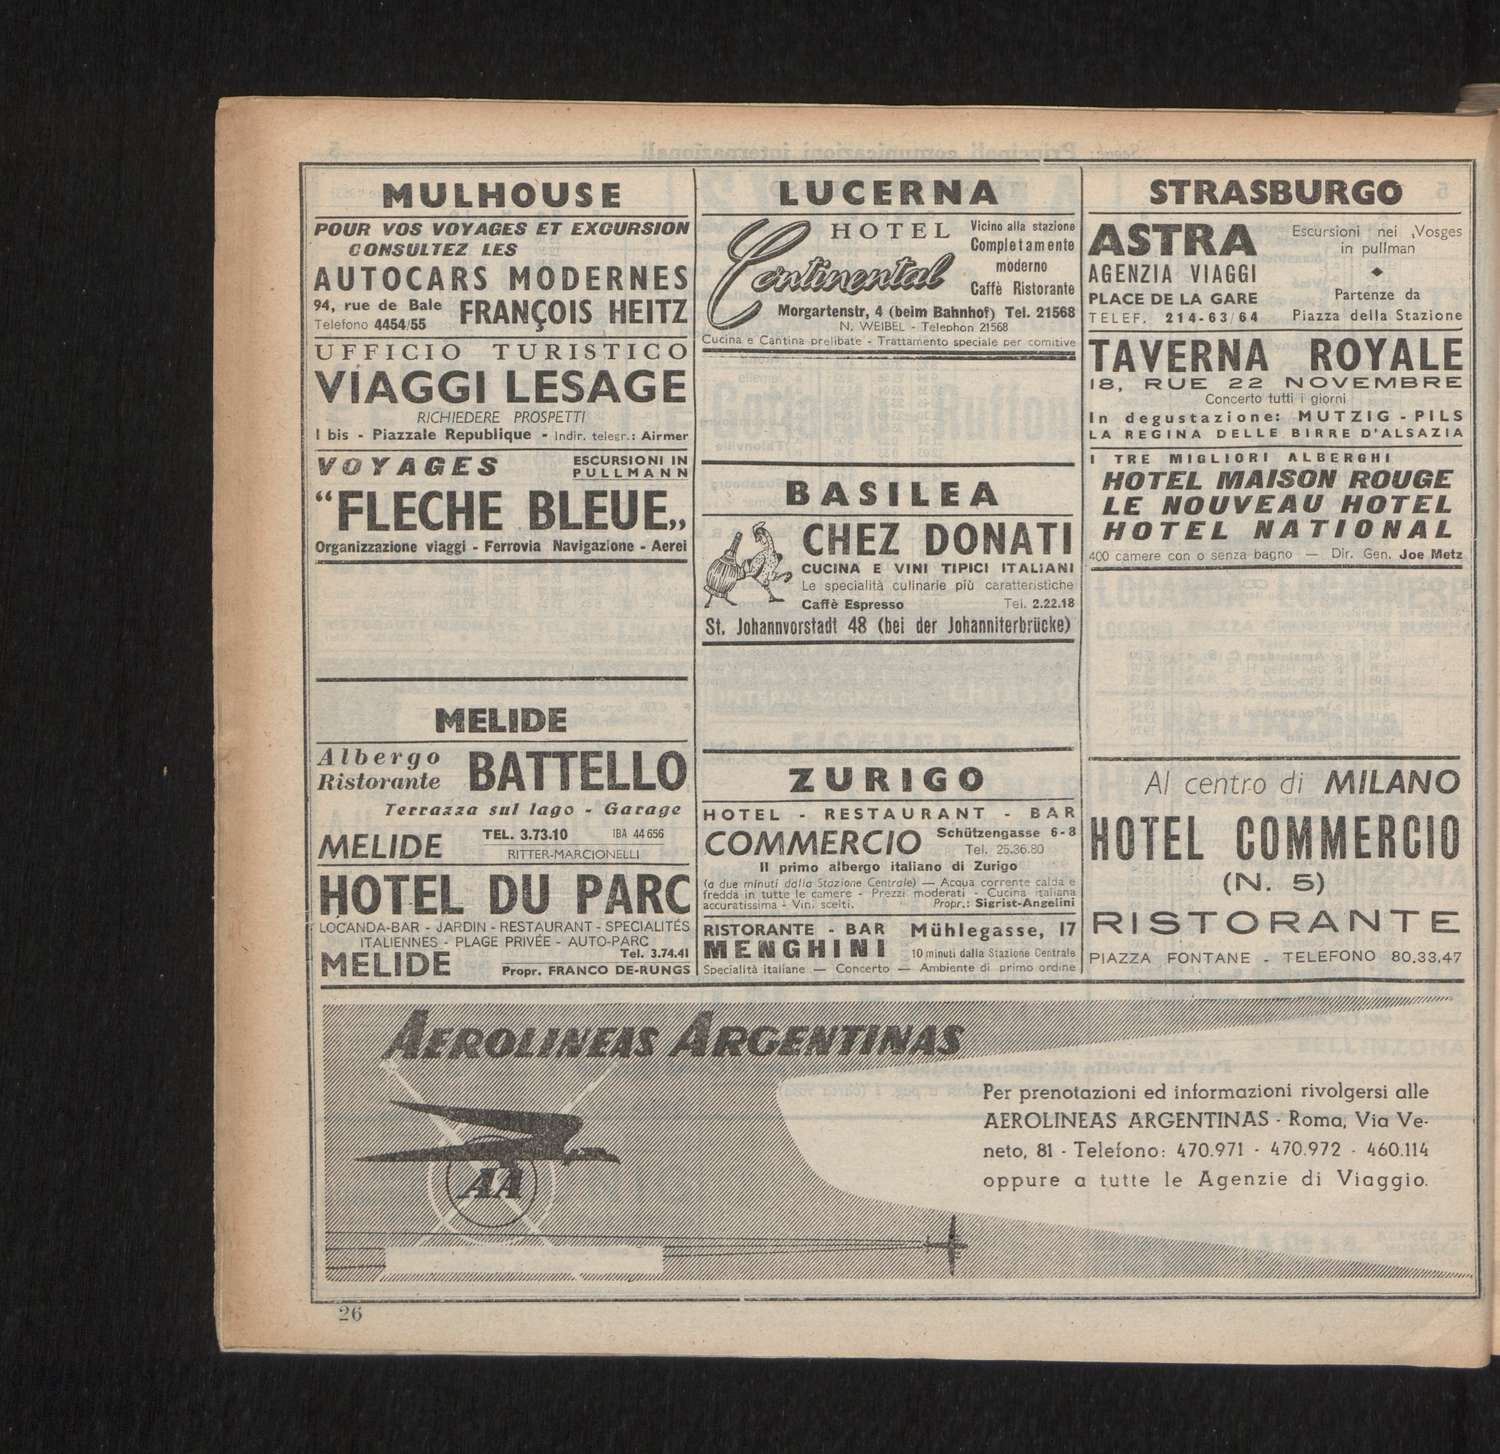 MULHOUSE
POUR VOS VOYAGES ET EXCURSION
CONSULTEZ LES
AUTOCARS MODERNES
94, rue de Bale FRANÇOIS HEITZ
Telefono 4454/55
UFFICIO TURISTICO
VIAGGI LESAGE
RICHIEDERE PROSPETTI
I bis - Piazzale Republique - Indir. telegr.: Airmer
VOYAGES
ESCURSIONI IN
PULLMANN
“FLECHE BLEUE„
Organizzazione viaggi - Ferrovia Navigazione - Aerei
MELIDE
Albergo
Ristorante BATTELLO
Terrazza sul lago - Garage
MELIDE
TEL. 3.73.10 IBA 44 656
RITTER-MARCIONELLI
HOTEL DU PARC
LOCANDA-BAR - JARDIN - RESTAURANT - SPECIALITÉS
ITALIENNES - PLAGE PRIVÉE - AUTO-PARC
MELIDE
Tel. 3.74.41
Propr. FRANCO DE-RUNGS
LUCERNA
HOTEL
Continental
Vicino alla stazione
Completamente
moderno
Caffè Ristorante
Morgartenstr, 4 (beim Bahnhof) Tel. 21568
N. WEIBEL - Telephon 21568
Cucina e Cantina prelibate - Trattamento speciale per comitive
BASILEA
CHEZ DONATI
CUCINA E VINI TIPICI ITALIANI
Le specialità culinarie più caratteristiche
Caffè Espresso Tel. 2.22.18
St. Johannvorstadt 48 (bei der Johanniterbrücke)
ZURIGO
HOTEL - RESTAURANT - BAR
COMMERCIO
Schützengasse 6-8
Tel. 25.36.80
Il primo albergo italiano di Zurigo
(a due minuti dalla Stazione Centrale) — Acqua corrente calda e
fredda in tutte le camere - Prezzi moderati - Cucina italiana
accuratissima - Vini scelti. Propr.: Sigrist-Angelini
RISTORANTE - BAR Mühlegasse, 17
MENGHINI 10 minuti dalla Stazione Centrale
Specialità italiane — Concerto — Ambiente di primo ordine
STRASBURGO
ASTRA
AGENZIA VIAGGI
PLACE DE LA GARE
TELEF. 214-63/64
Escursioni nei Vosges
in pullman
Partenze da
Piazza della Stazione
TAVERNA ROYALE
18, RUE 22 NOVEMBRE
Concerto tutti i giorni
In degustazione: MUTZIG - PILS
LA REGINA DELLE BIRRE D'ALSAZIA
I TRE MIGLIORI ALBERGHI
HOTEL MAISON ROUGE
LE NOUVEAU HOTEL
HOTEL NATIONAL
400 camere con o senza bagno — Dir. Gen. Joe Metz
Al centro di MILANO
HOTEL COMMERCIO
(N. 5)
RISTORANTE
PIAZZA FONTANE - TELEFONO 80.33.47
AEROLINEAS ARGENTINAS
AA
Per prenotazioni ed informazioni rivolgersi alle
AEROLINEAS ARGENTINAS - Roma, Via Ve-
neto, 81 - Telefono: 470.971 - 470.972 - 460.114
oppure a tutte le Agenzie di Viaggio.
26